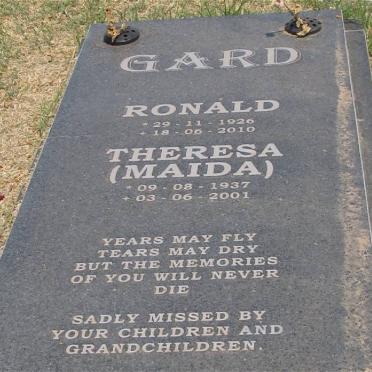 GARD
RONALD
* 29 - 11 - 1926
+ 18 - 06 - 2010
THERESA
(MAIDA)
* 09 - 08 - 1937
+ 03 - 06 - 2001
YEARS MAY FLY
TEARS MAY DRY
BUT THE MEMORIES
OF YOU WILL NEVER
DIE
SADLY MISSED BY
YOUR CHILDREN AND
GRANDCHILDREN.